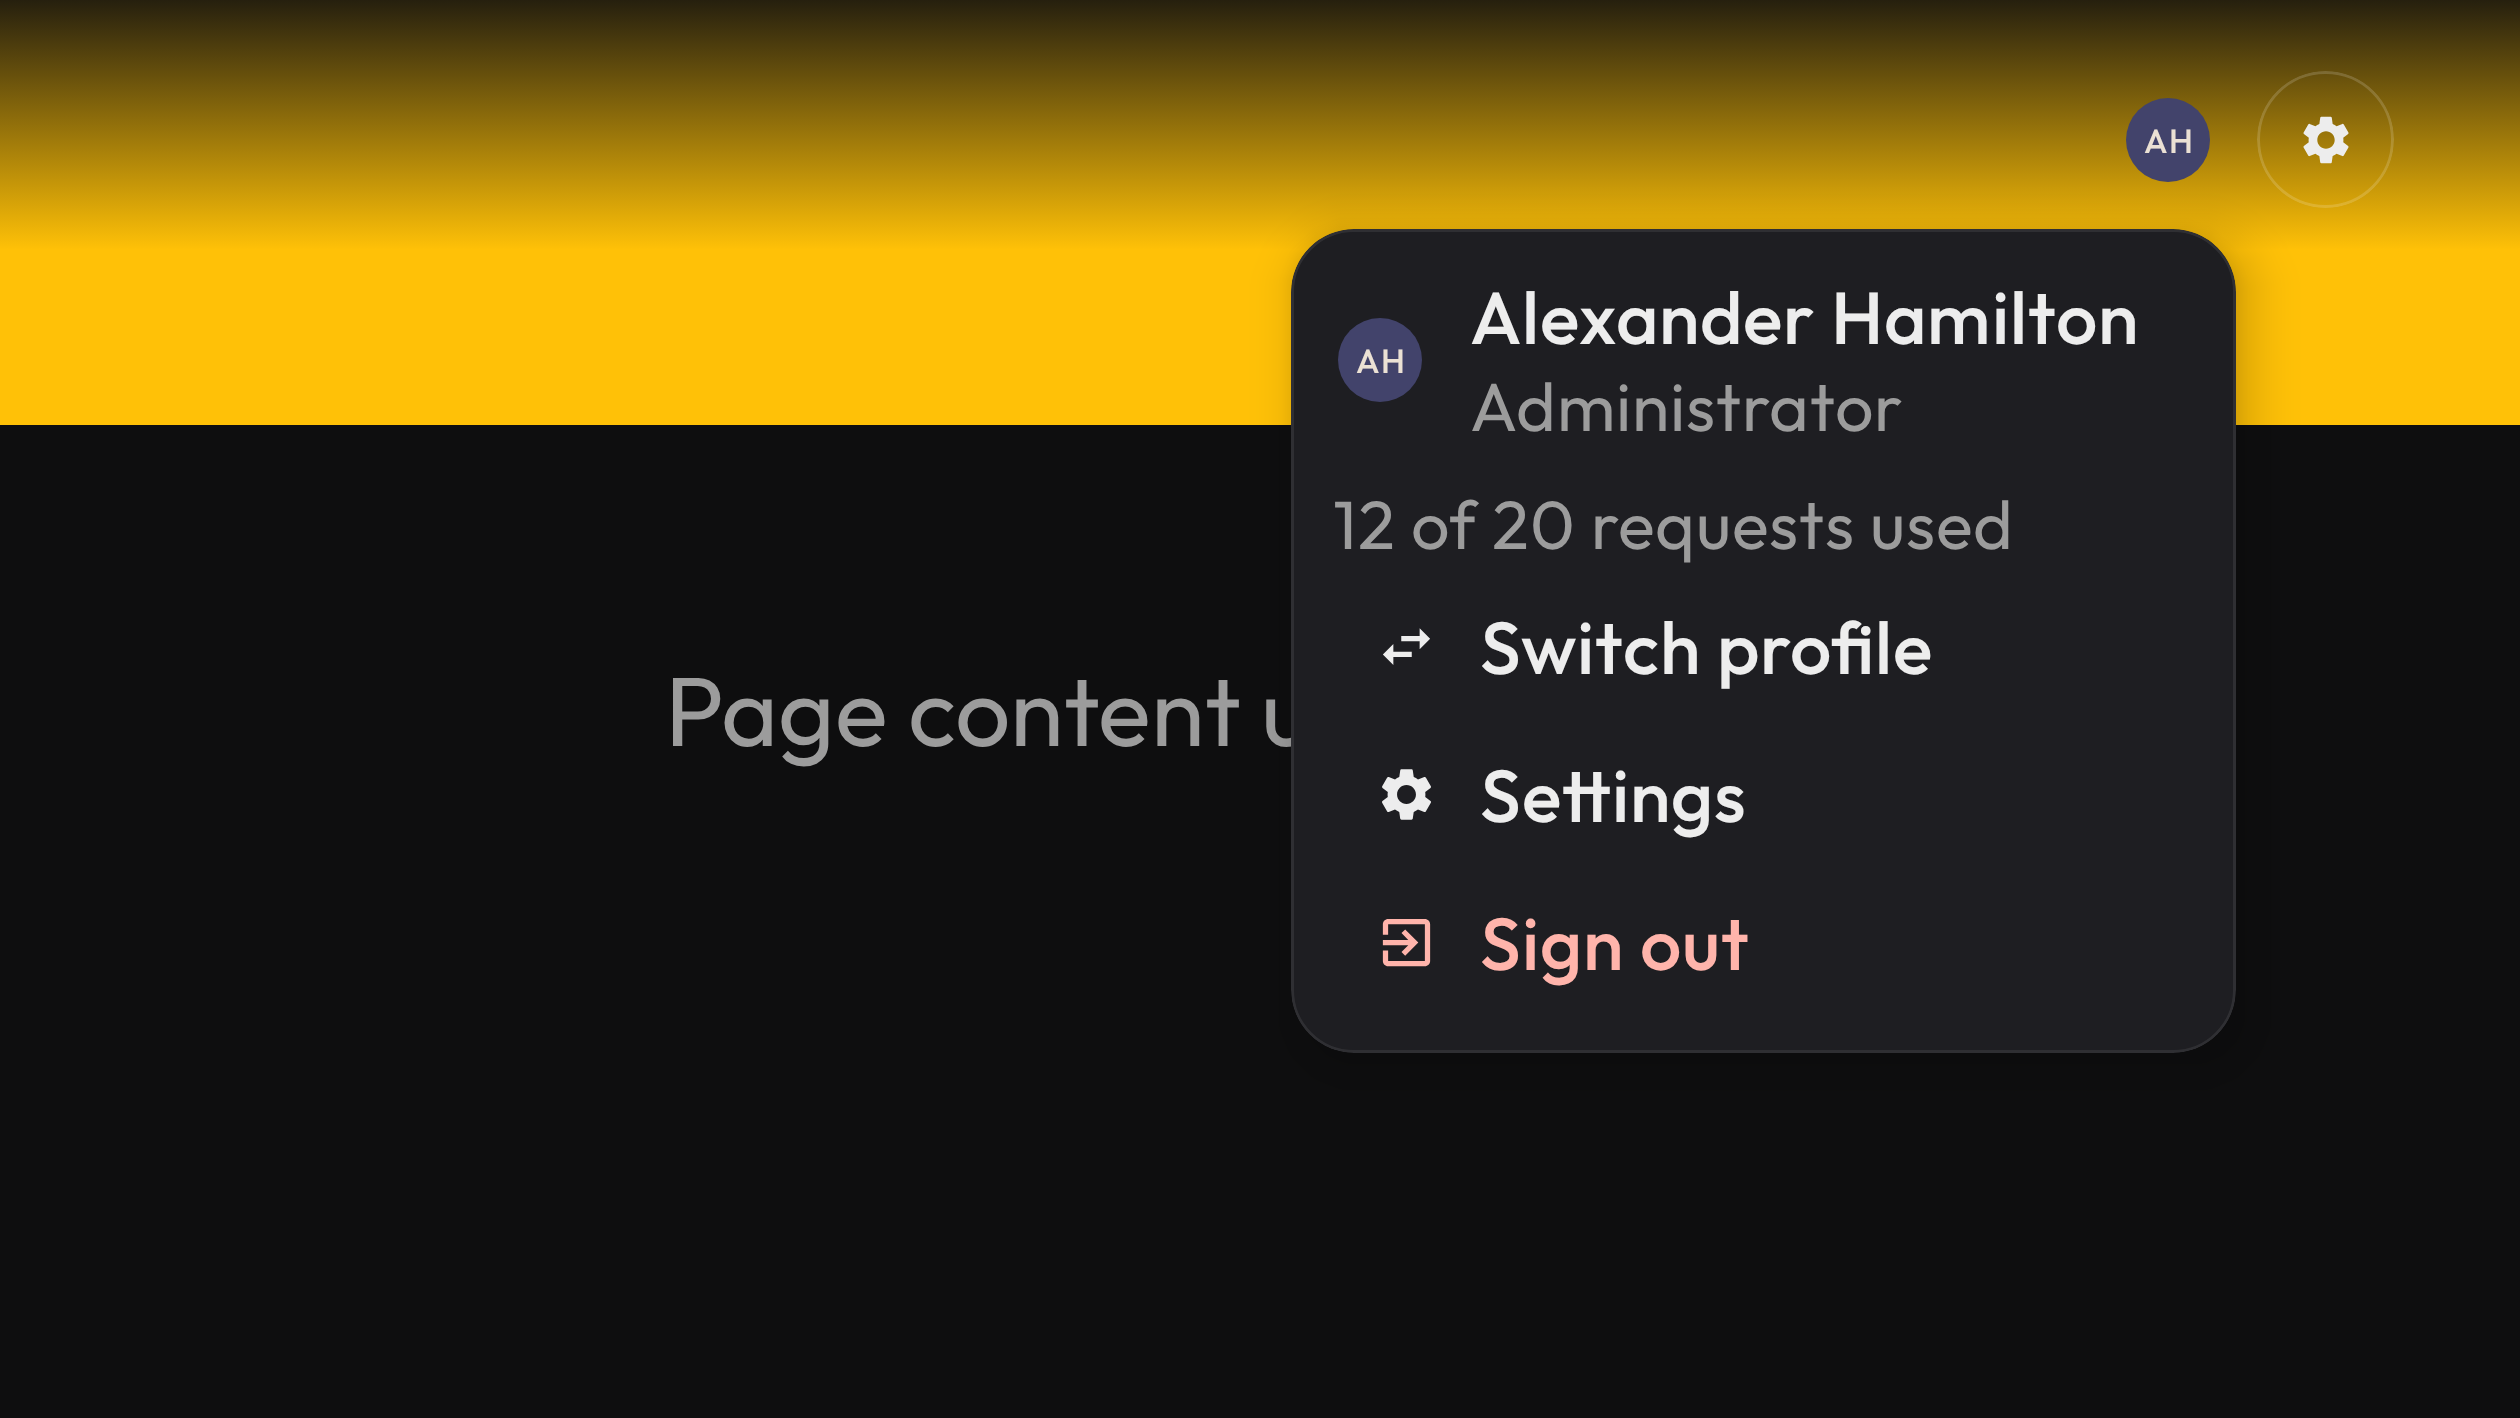 AH
AH
Alexander Hamilton
Administrator
12 of 20 requests used
Switch profile
Page content
Settings
Sign out